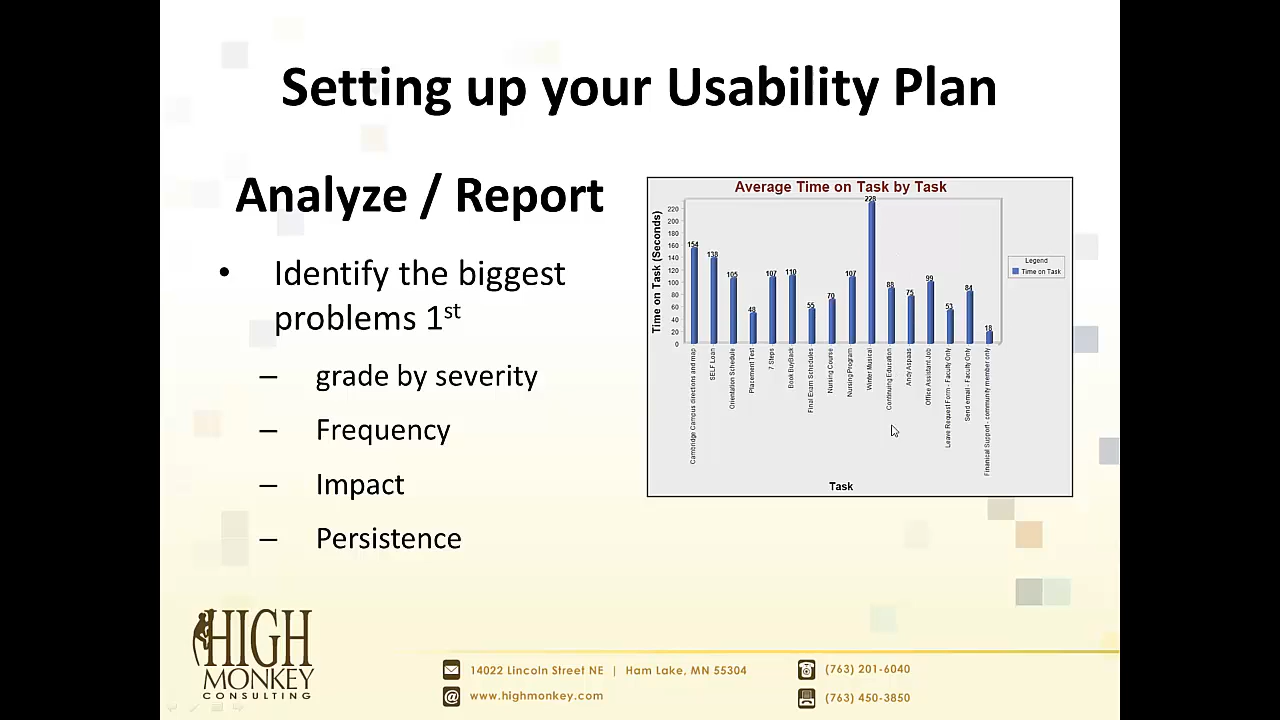 Setting up your Usability Plan
Analyze / Report
• Identify the biggest
problems 1st
– grade by severity
– Frequency
– Impact
– Persistence
Average Time on Task by Task
Time on Task (Seconds)
220
200
180
160
140
120
100
80
60
40
20
0
154
138
105
48
107
110
55
70
107
228
88
75
99
53
84
18
Cambridge Campus directions and map
SELF Loan
Orientation Schedule
Placement Test
7 Steps
Book BuyBack
Final Exam Schedules
Nursing Course
Nursing Program
Winter Musical
Continuing Education
Andy Aspaas
Office Assistant Job
Leave Request Form - Faculty Only
Send email - Faculty Only
Finanical Support - community member only
Task
Legend
Time on Task
HIGH
MONKEY
CONSULTING
14022 Lincoln Street NE | Ham Lake, MN 55304
www.highmonkey.com
(763) 201-6040
(763) 450-3850